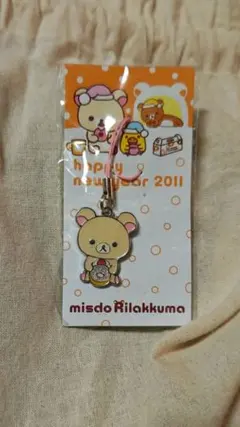 happy
new year 2011
misdo Rilakkuma